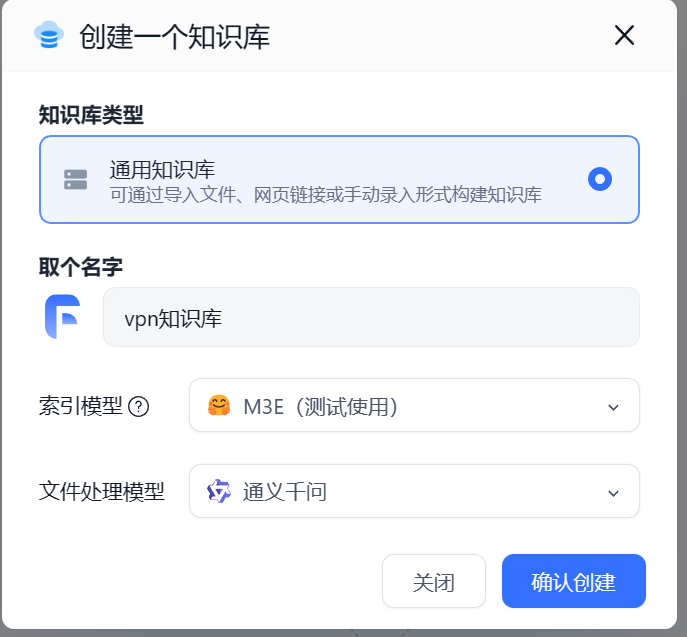 创建一个知识库
知识库类型
通用知识库
可通过导入文件、网页链接或手动录入形式构建知识库
取个名字
vpn知识库
索引模型 ?
M3E（测试使用）
文件处理模型
通义千问
关闭
确认创建